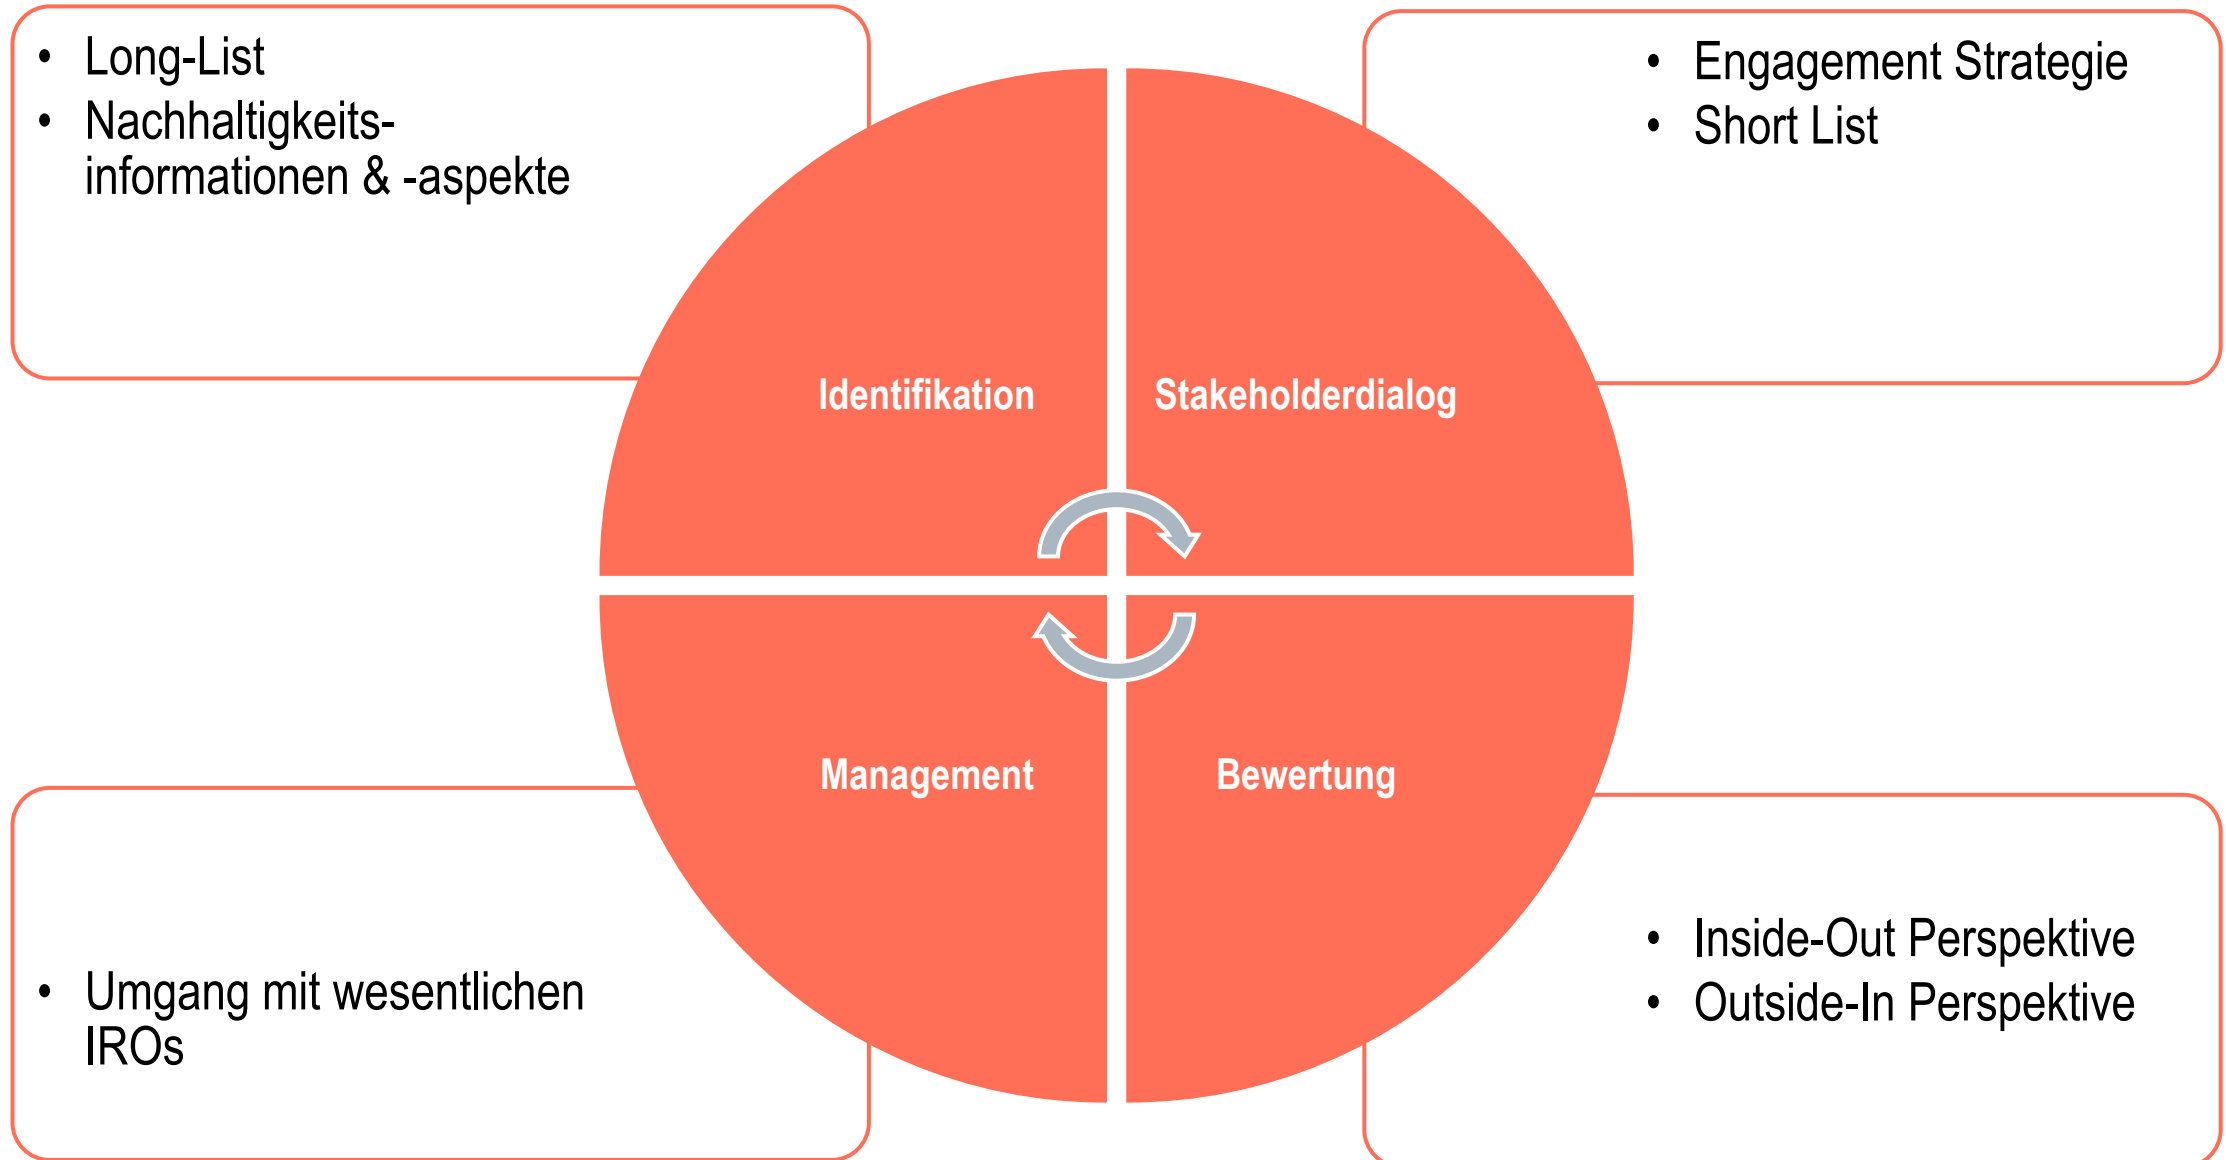 • Long-List
• Nachhaltigkeits-
informationen & -aspekte
• Engagement Strategie
• Short List
Identifikation
Stakeholderdialog
Management
Bewertung
• Umgang mit wesentlichen
IROs
• Inside-Out Perspektive
• Outside-In Perspektive